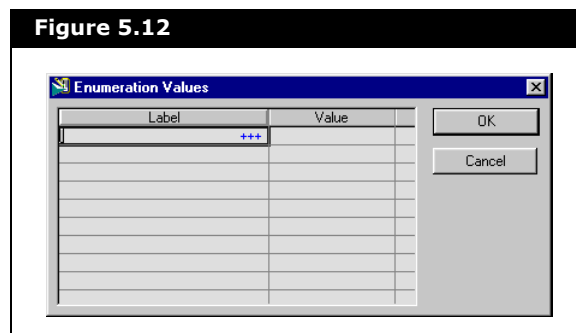 Figure 5.12
Enumeration Values
Label Value OK
+++
Cancel